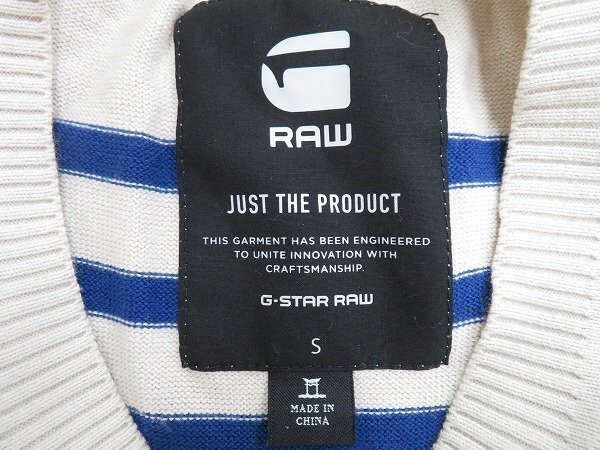 RAW
JUST THE PRODUCT
THIS GARMENT HAS BEEN ENGINEERED
TO UNITE INNOVATION WITH
CRAFTSMANSHIP.
G-STAR RAW
S
MADE IN
CHINA